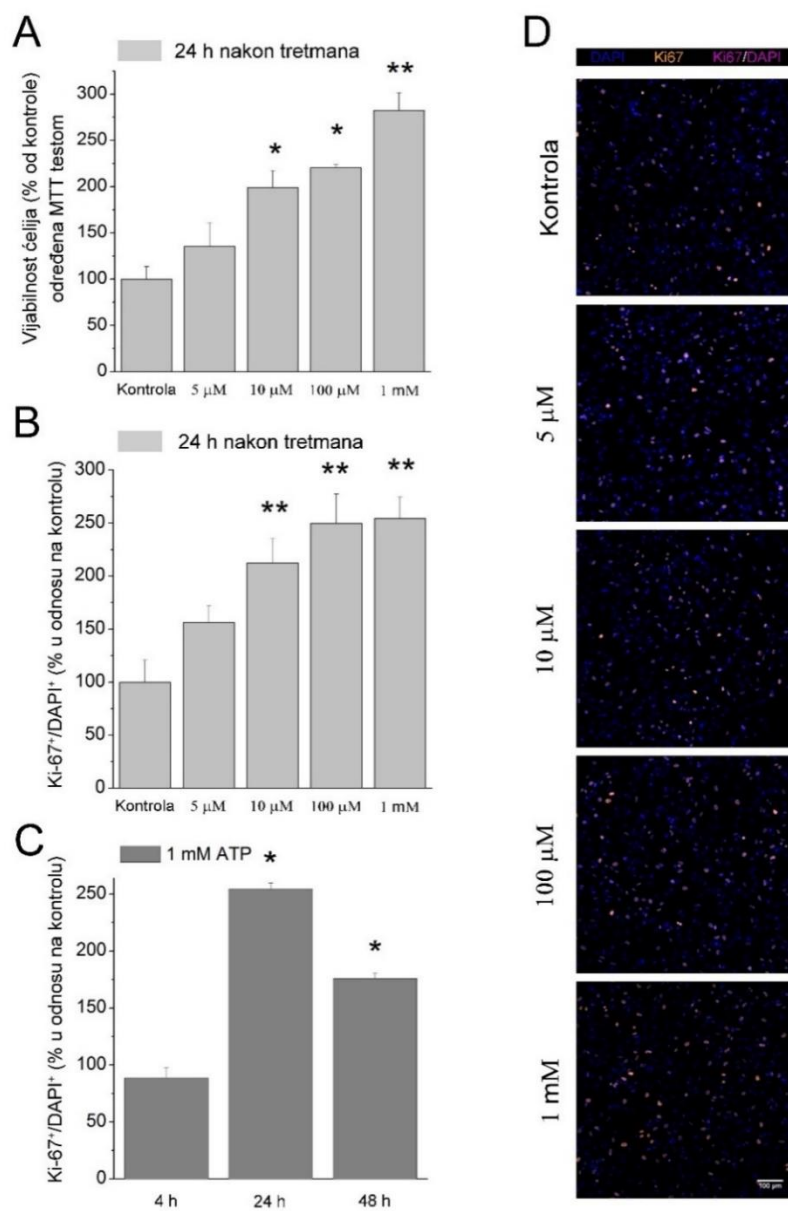 A
24 h nakon tretmana
Vijabilnost ćelija (% od kontrole)
određena MTT testom
300
250
200
150
100
50
0
* * **
Kontrola 5 μM 10 μM 100 μM 1 mM
B
24 h nakon tretmana
Ki-67⁺/DAPI⁺ (% u odnosu na kontrolu)
300
250
200
150
100
50
0
** ** **
Kontrola 5 μM 10 μM 100 μM 1 mM
C
1 mM ATP
Ki-67⁺/DAPI⁺ (% u odnosu na kontrolu)
250
200
150
100
50
0
* *
4 h 24 h 48 h
D
DAPI Ki67 Ki67/DAPI
Kontrola
5 μM
10 μM
100 μM
1 mM
100 μm